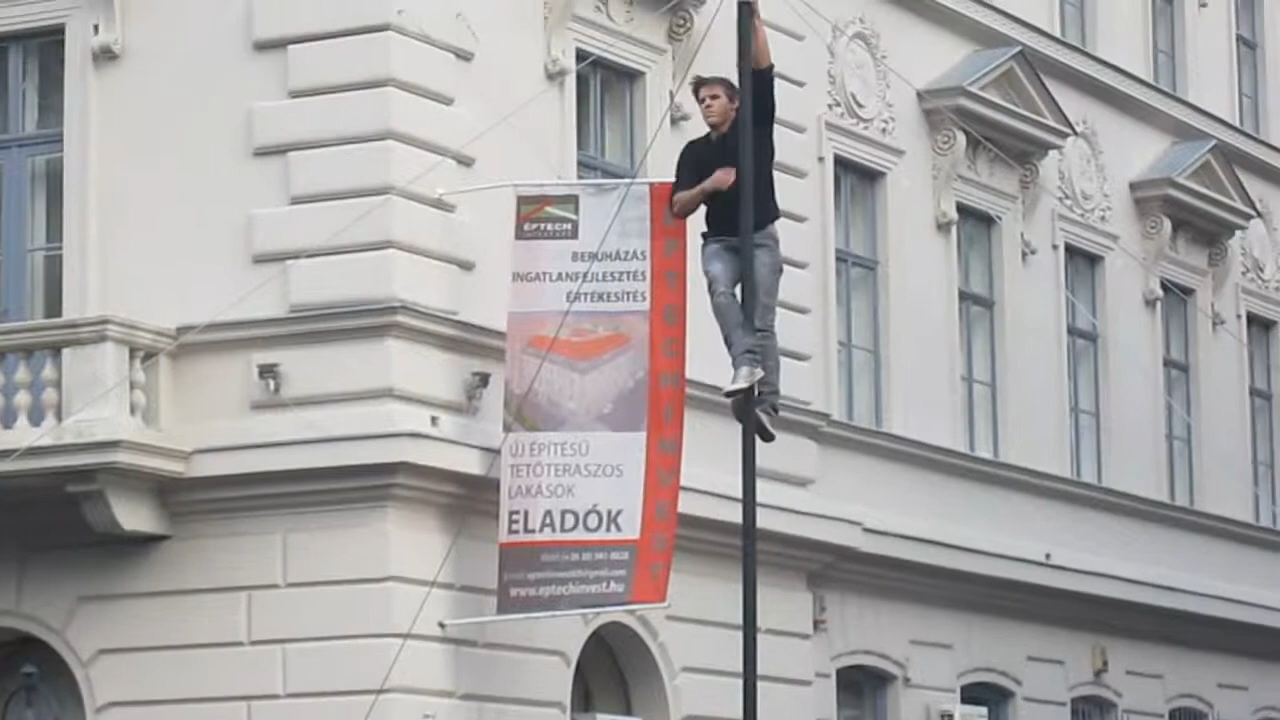 ÉPTECH
BERUHÁZÁS
INGATLANFEJLESZTÉS
ÉRTÉKESÍTÉS
ÚJ ÉPÍTÉSŰ
TETŐTERASZOS
LAKÁSOK
ELADÓK
www.eptechinvest.hu